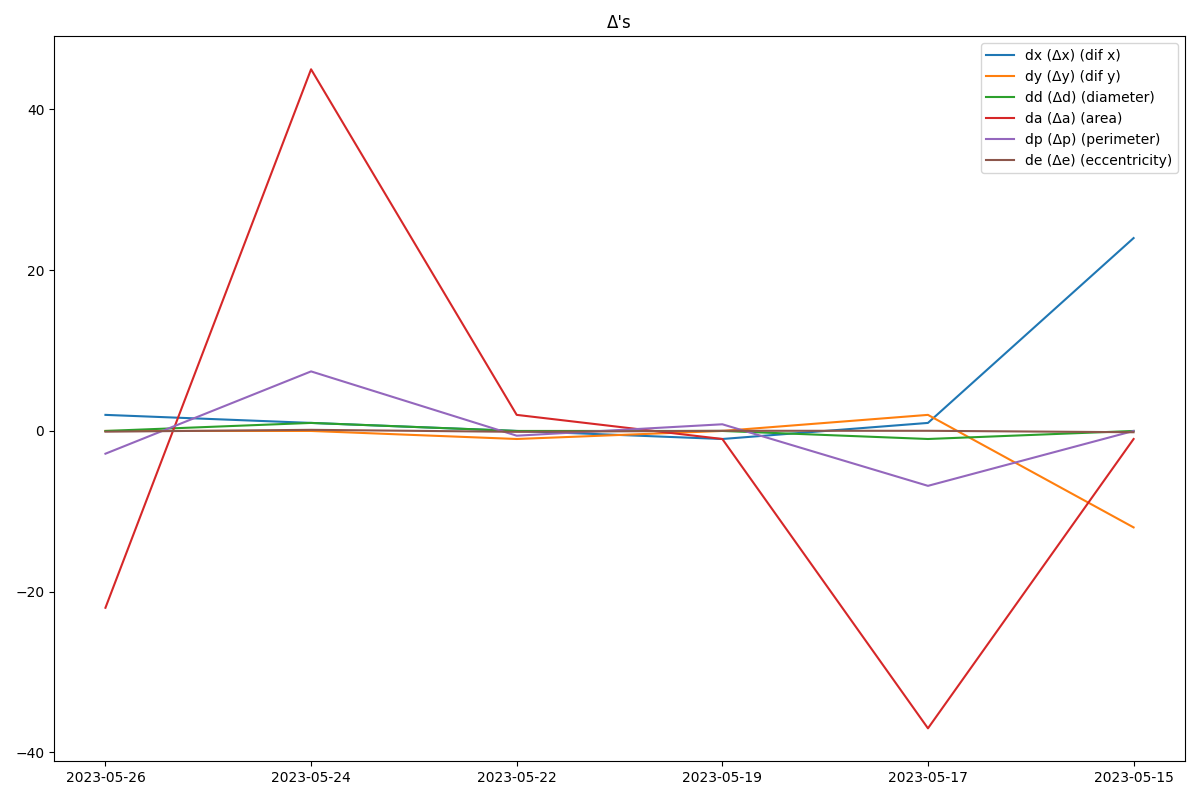 Δ's
dx (Δx) (dif x)
dy (Δy) (dif y)
dd (Δd) (diameter)
da (Δa) (area)
dp (Δp) (perimeter)
de (Δe) (eccentricity)
40
20
0
−20
−40
2023-05-26 2023-05-24 2023-05-22 2023-05-19 2023-05-17 2023-05-15